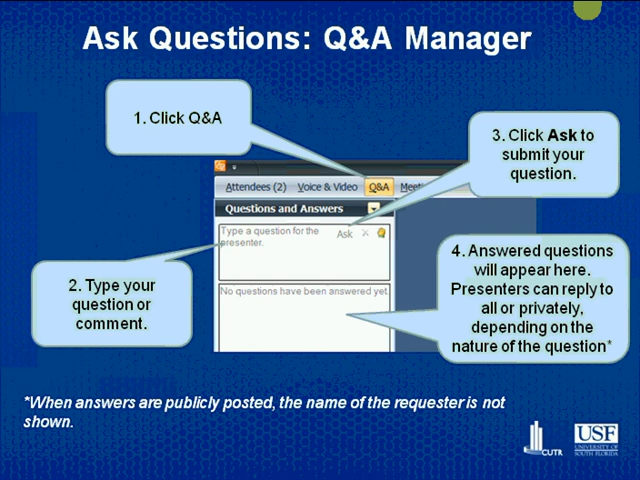 Ask Questions: Q&A Manager
1. Click Q&A
3. Click Ask to
submit your
question.
Attendees (2) Voice & Video Q&A Meeti
Questions and Answers
Type a question for the
presenter.
Ask
2. Type your
question or
comment.
No questions have been answered yet.
4. Answered questions
will appear here.
Presenters can reply to
all or privately,
depending on the
nature of the question*
*When answers are publicly posted, the name of the requester is not
shown.
CUTR
USF
UNIVERSITY OF
SOUTH FLORIDA